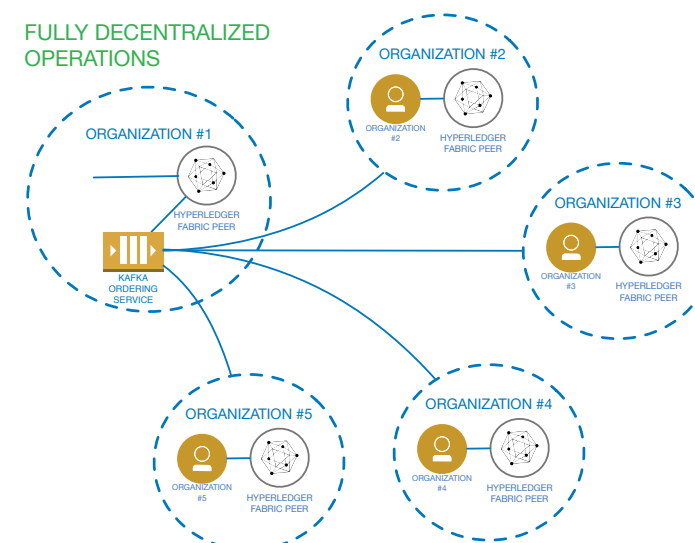 FULLY DECENTRALIZED
OPERATIONS
ORGANIZATION #1
HYPERLEDGER
FABRIC PEER
KAFKA
ORDERING
SERVICE
ORGANIZATION #2
ORGANIZATION
#2
HYPERLEDGER
FABRIC PEER
ORGANIZATION #3
ORGANIZATION
#3
HYPERLEDGER
FABRIC PEER
ORGANIZATION #4
ORGANIZATION
#4
HYPERLEDGER
FABRIC PEER
ORGANIZATION #5
ORGANIZATION
#5
HYPERLEDGER
FABRIC PEER